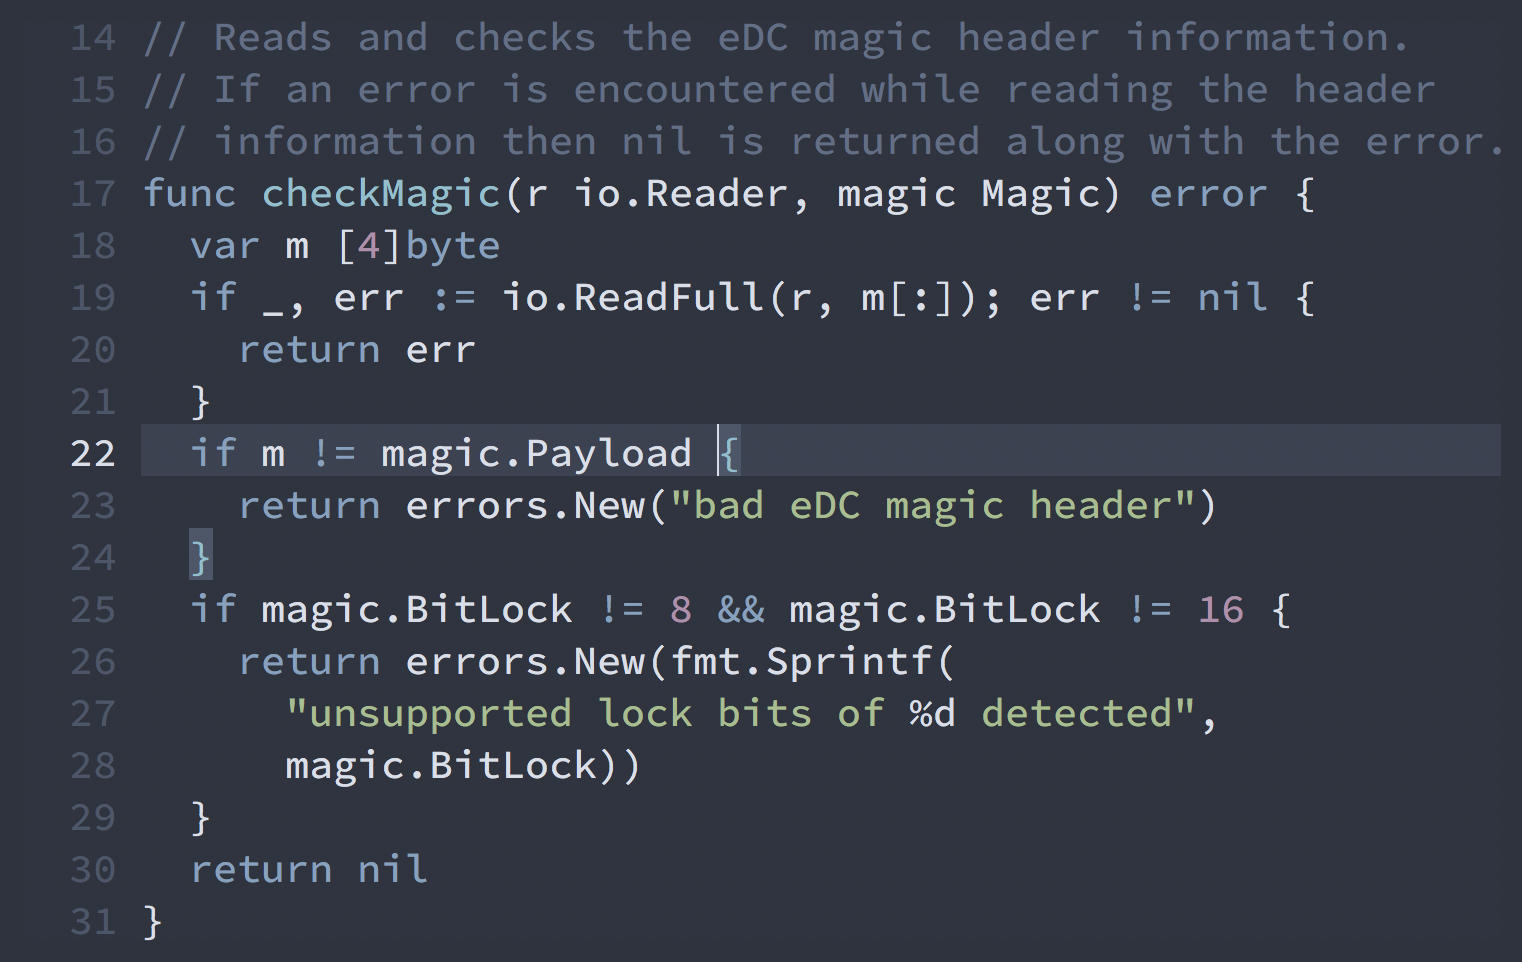 14 // Reads and checks the eDC magic header information.
15 // If an error is encountered while reading the header
16 // information then nil is returned along with the error.
17 func checkMagic(r io.Reader, magic Magic) error {
18   var m [4]byte
19   if _, err := io.ReadFull(r, m[:]); err != nil {
20     return err
21   }
22   if m != magic.Payload {
23     return errors.New("bad eDC magic header")
24   }
25   if magic.BitLock != 8 && magic.BitLock != 16 {
26     return errors.New(fmt.Sprintf(
27       "unsupported lock bits of %d detected",
28       magic.BitLock))
29   }
30   return nil
31 }